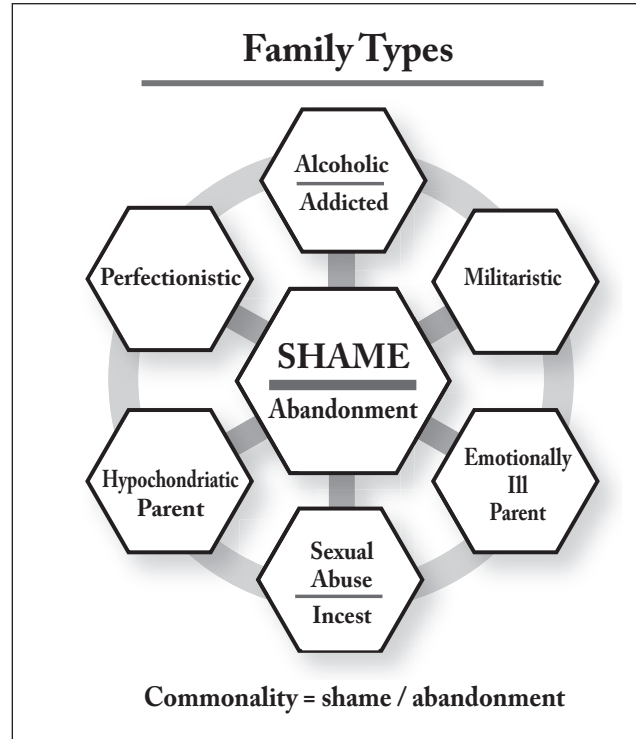 Family Types
Alcoholic
Addicted
Perfectionistic
Militaristic
SHAME
Abandonment
Hypochondriatic
Parent
Emotionally
Ill
Parent
Sexual
Abuse
Incest
Commonality = shame / abandonment